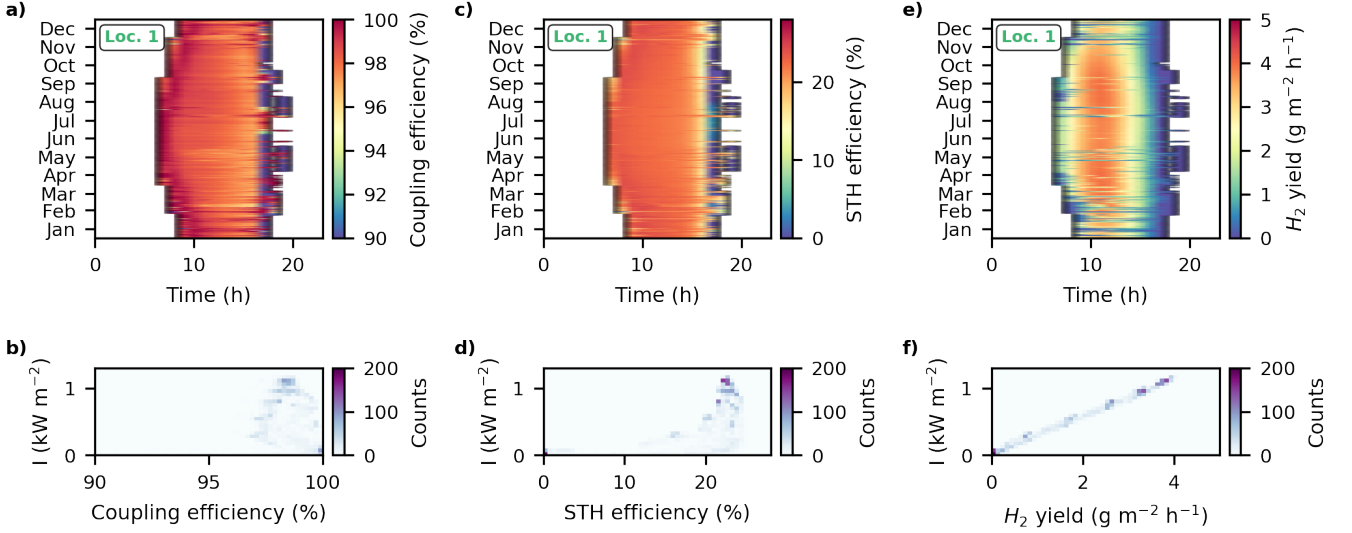 a)
Loc. 1
Dec
Nov
Oct
Sep
Aug
Jul
Jun
May
Apr
Mar
Feb
Jan
0 10 20
Time (h)
100
98
96
94
92
90
Coupling efficiency (%)
c)
Loc. 1
Dec
Nov
Oct
Sep
Aug
Jul
Jun
May
Apr
Mar
Feb
Jan
0 10 20
Time (h)
20
10
0
STH efficiency (%)
e)
Loc. 1
Dec
Nov
Oct
Sep
Aug
Jul
Jun
May
Apr
Mar
Feb
Jan
0 10 20
Time (h)
5
4
3
2
1
0
H₂ yield (g m⁻² h⁻¹)
b)
I (kW m⁻²)
1
0
90 95 100
Coupling efficiency (%)
200
100
0
Counts
d)
I (kW m⁻²)
1
0
0 10 20
STH efficiency (%)
200
100
0
Counts
f)
I (kW m⁻²)
1
0
0 2 4
H₂ yield (g m⁻² h⁻¹)
200
100
0
Counts